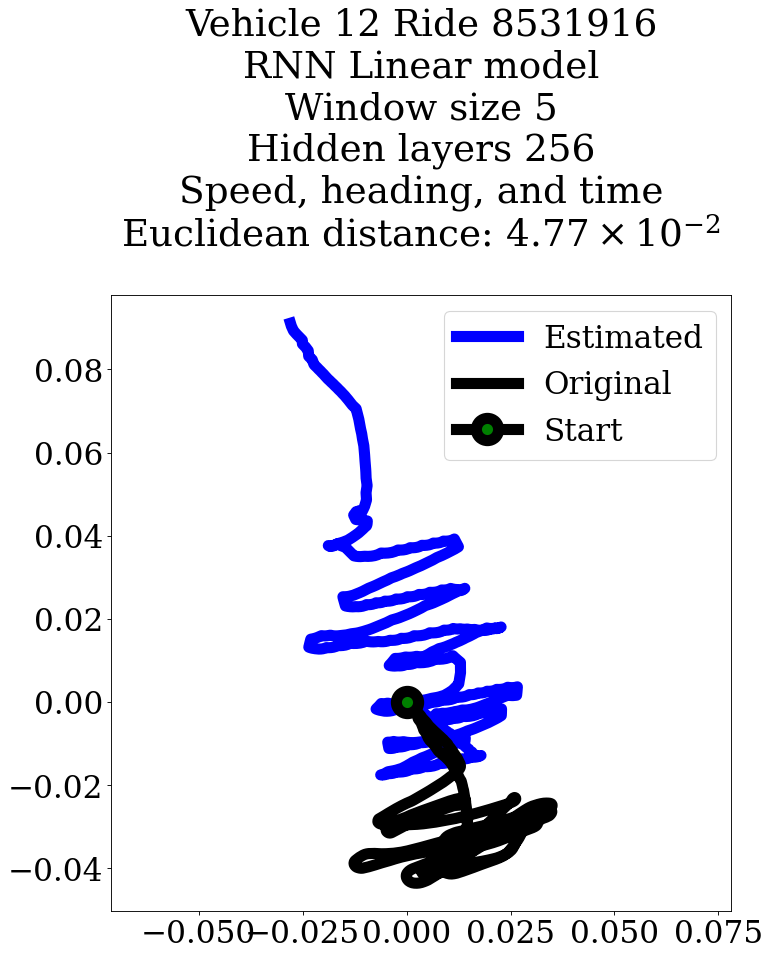 Vehicle 12 Ride 8531916
RNN Linear model
Window size 5
Hidden layers 256
Speed, heading, and time
Euclidean distance: 4.77 × 10⁻²
Estimated
Original
Start
0.08
0.06
0.04
0.02
0.00
−0.02
−0.04
−0.050 −0.025 0.000 0.025 0.050 0.075